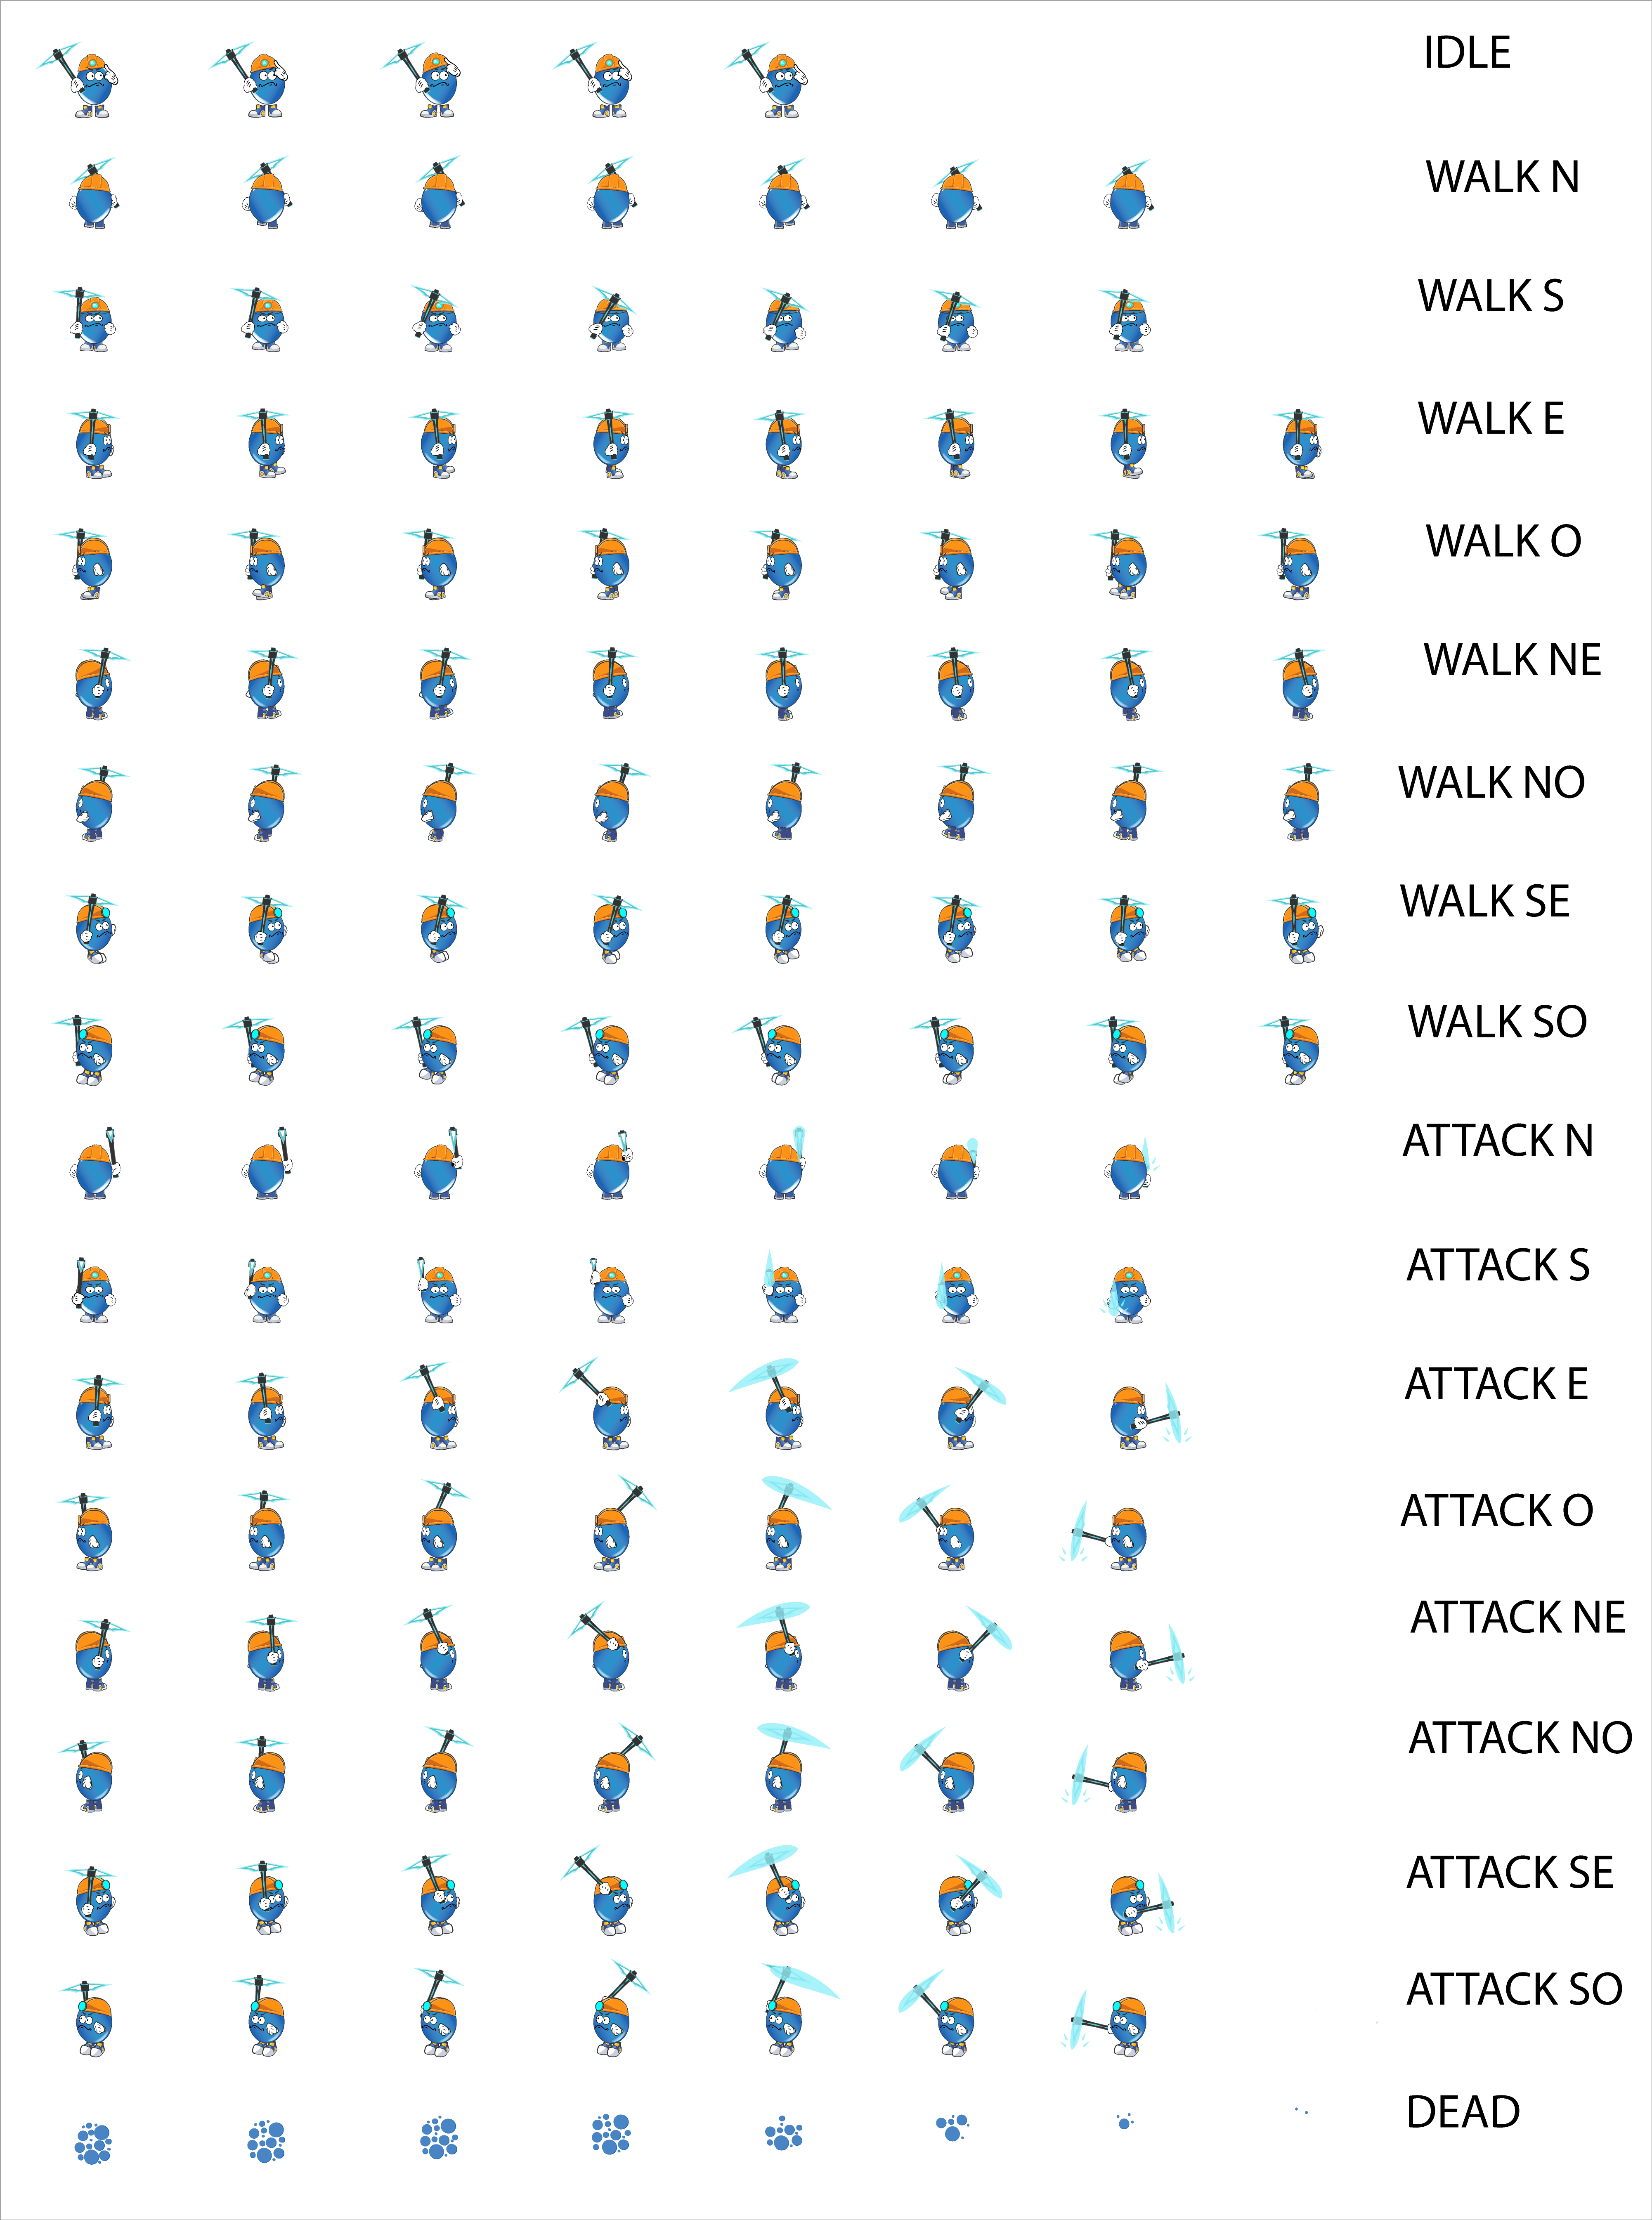 IDLE
WALK N
WALK S
WALK E
WALK O
WALK NE
WALK NO
WALK SE
WALK SO
ATTACK N
ATTACK S
ATTACK E
ATTACK O
ATTACK NE
ATTACK NO
ATTACK SE
ATTACK SO
DEAD